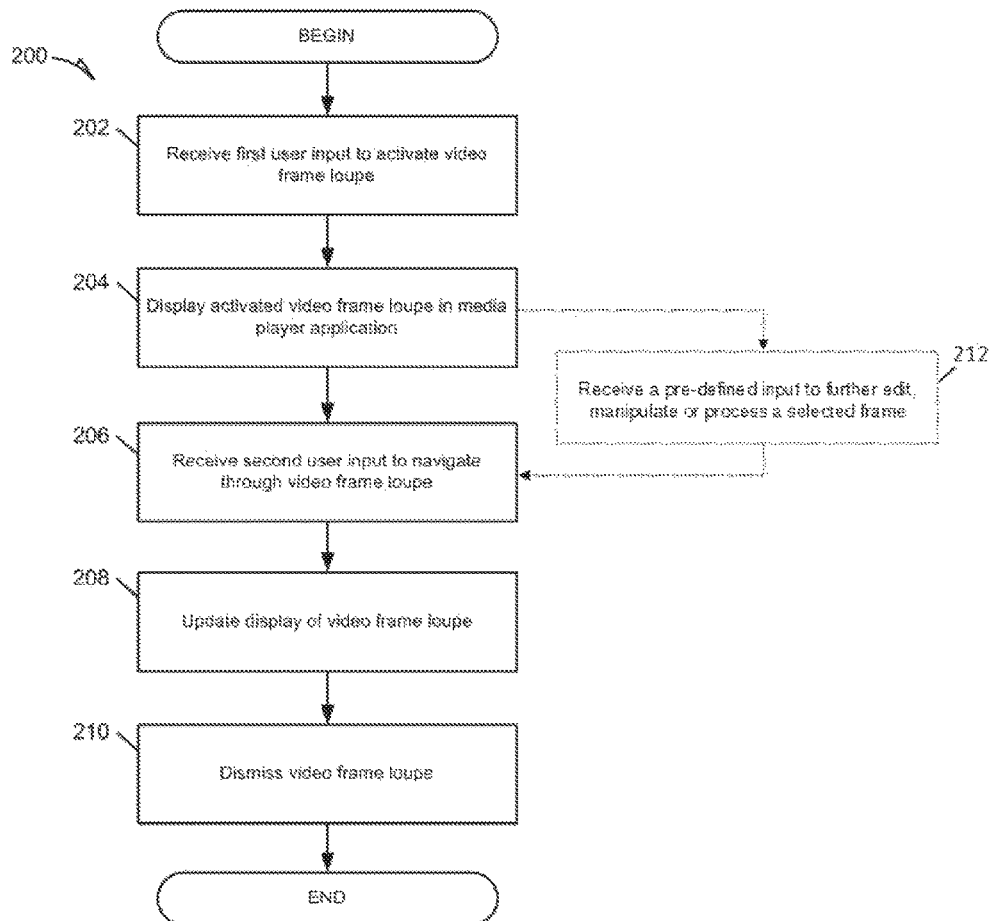 BEGIN
200
202
Receive first user input to activate video
frame loupe
204
Display activated video frame loupe in media
player application
212
Receive a pre-defined input to further edit,
manipulate or process a selected frame
206
Receive second user input to navigate
through video frame loupe
208
Update display of video frame loupe
210
Dismiss video frame loupe
END